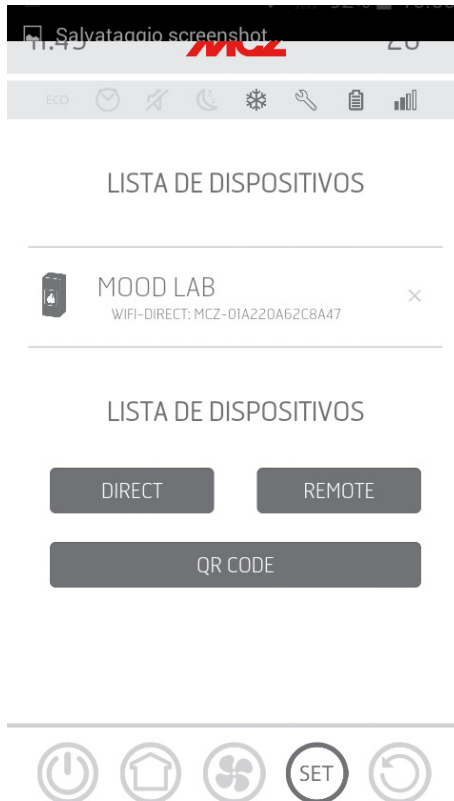 Salvataggio screenshot...
MCZ
ECO
LISTA DE DISPOSITIVOS
MOOD LAB
WIFI-DIRECT: MCZ-01A220A62C8A47
LISTA DE DISPOSITIVOS
DIRECT
REMOTE
QR CODE
SET